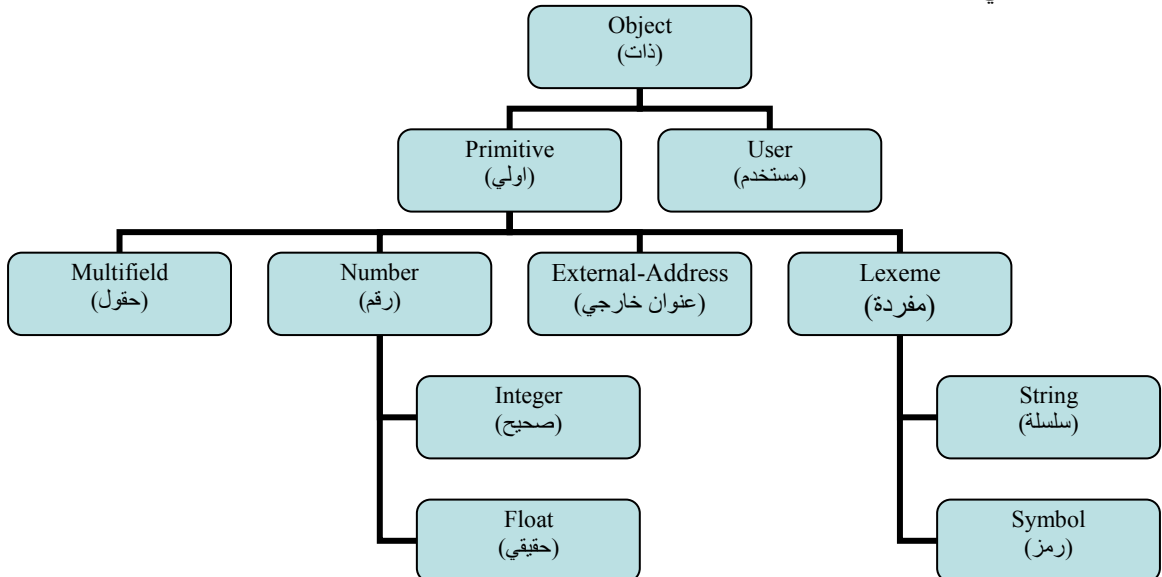 Object
(ذات)
Primitive
(اولي)
User
(مستخدم)
Multifield
(حقول)
Number
(رقم)
External-Address
(عنوان خارجي)
Lexeme
(مفردة)
Integer
(صحيح)
String
(سلسلة)
Float
(حقيقي)
Symbol
(رمز)